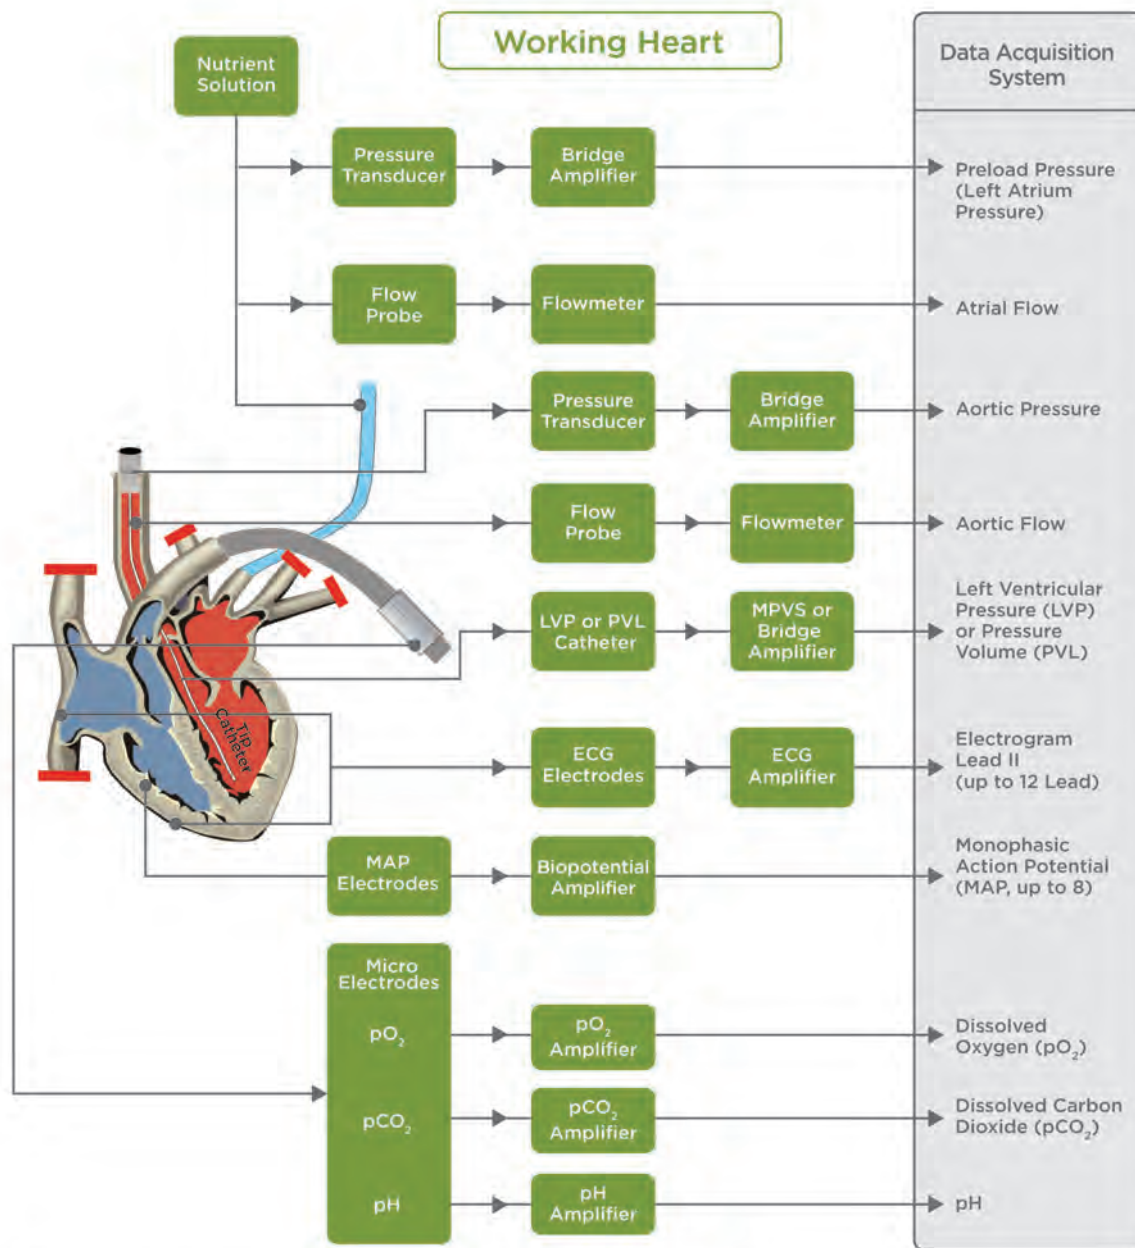 Working Heart
Data Acquisition
System
Nutrient
Solution
Pressure
Transducer
Bridge
Amplifier
Preload Pressure
(Left Atrium
Pressure)
Flow
Probe
Flowmeter
Atrial Flow
Pressure
Transducer
Bridge
Amplifier
Aortic Pressure
Flow
Probe
Flowmeter
Aortic Flow
LVP or PVL
Catheter
MPVS or
Bridge
Amplifier
Left Ventricular
Pressure (LVP)
or Pressure
Volume (PVL)
Tip
Catheter
ECG
Electrodes
ECG
Amplifier
Electrogram
Lead II
(up to 12 Lead)
MAP
Electrodes
Biopotential
Amplifier
Monophasic
Action Potential
(MAP, up to 8)
Micro
Electrodes
pO₂
pO₂
Amplifier
Dissolved
Oxygen (pO₂)
pCO₂
pCO₂
Amplifier
Dissolved Carbon
Dioxide (pCO₂)
pH
pH
Amplifier
pH